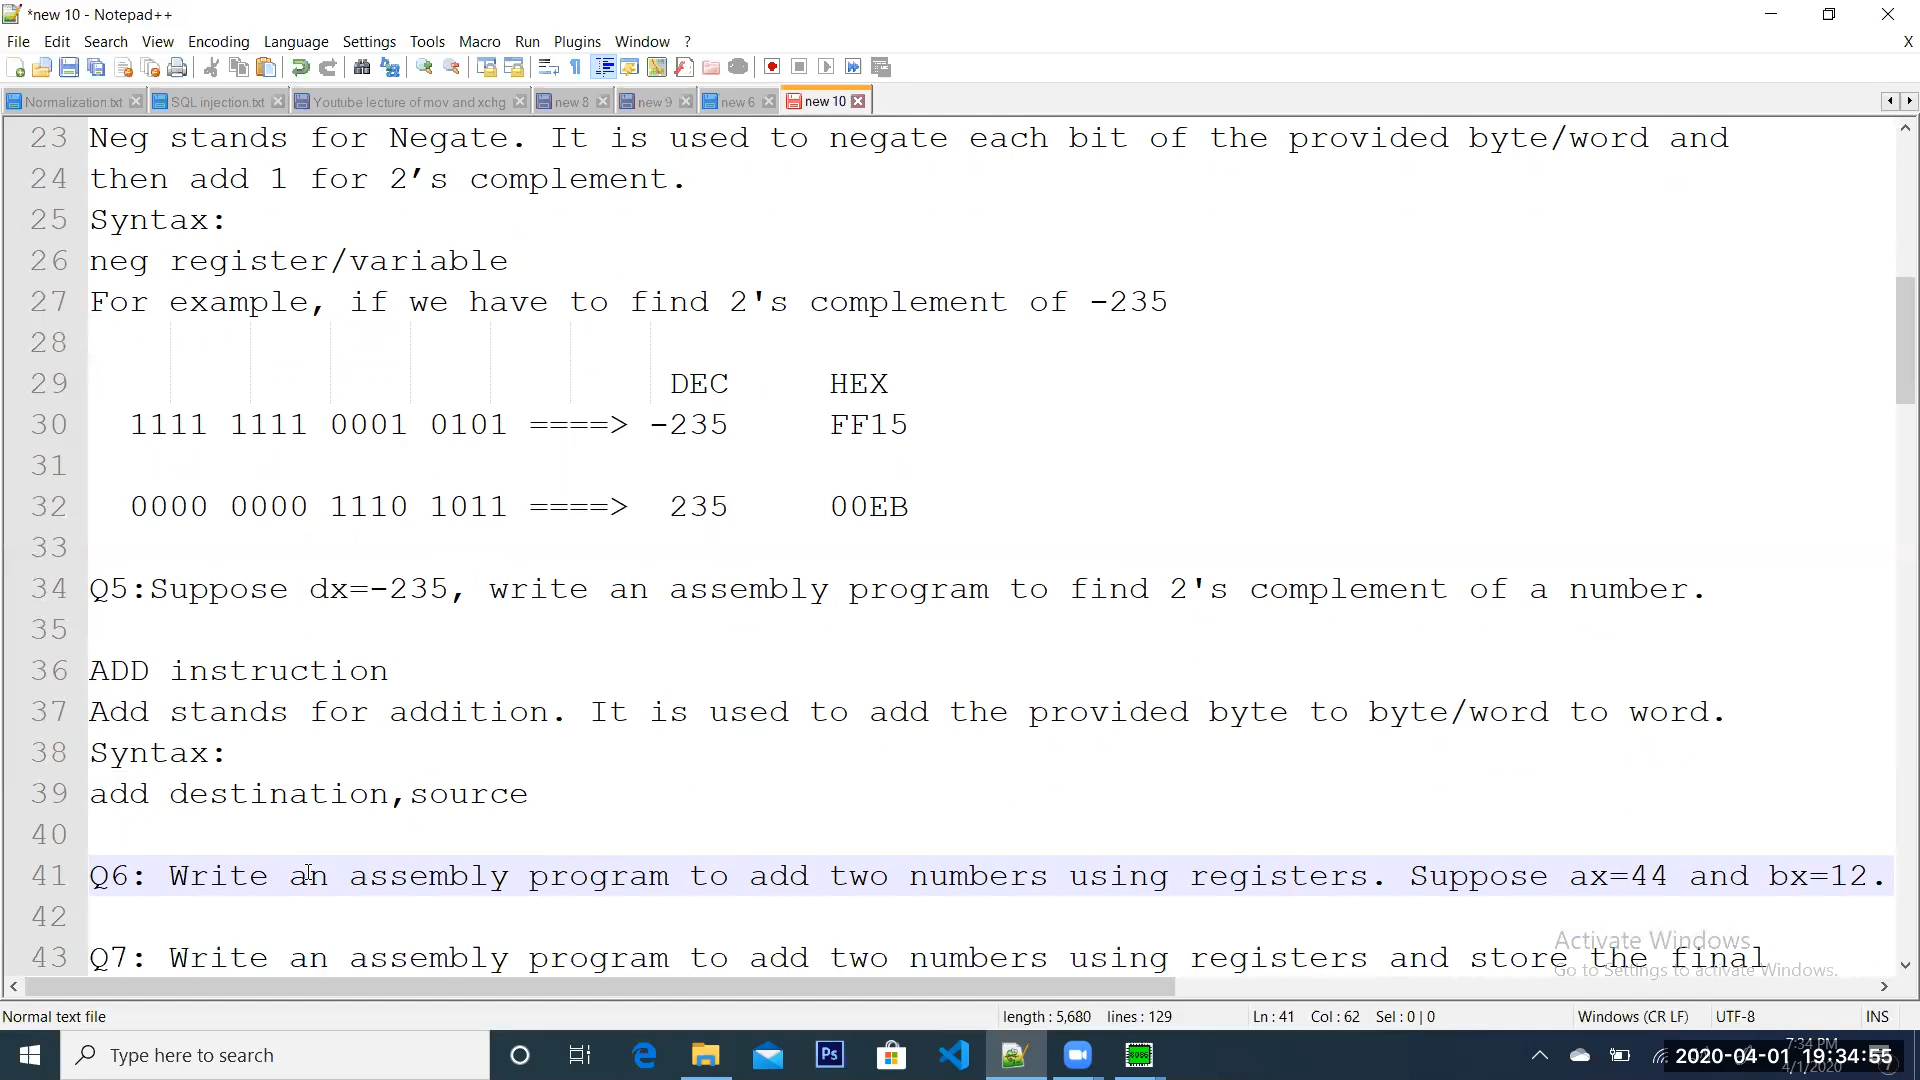 *new 10 - Notepad++
File Edit Search View Encoding Language Settings Tools Macro Run Plugins Window ? X
Normalization.txt SQL injection.txt Youtube lecture of mov and xchg new 8 new 9 new 6 new 10
23 Neg stands for Negate. It is used to negate each bit of the provided byte/word and
24 then add 1 for 2’s complement.
25 Syntax:
26 neg register/variable
27 For example, if we have to find 2's complement of -235
28
29 DEC HEX
30 1111 1111 0001 0101 ====> -235 FF15
31
32 0000 0000 1110 1011 ====> 235 00EB
33
34 Q5:Suppose dx=-235, write an assembly program to find 2's complement of a number.
35
36 ADD instruction
37 Add stands for addition. It is used to add the provided byte to byte/word to word.
38 Syntax:
39 add destination,source
40
41 Q6: Write an assembly program to add two numbers using registers. Suppose ax=44 and bx=12.
42
Activate Windows
43 Q7: Write an assembly program to add two numbers using registers and store the final
Go to Settings to activate Windows.
Normal text file length : 5,680 lines : 129 Ln : 41 Col : 62 Sel : 0 | 0 Windows (CR LF) UTF-8 INS
Type here to search
Ps
7:34 PM
2020-04-01 19:34:55
4/1/2020